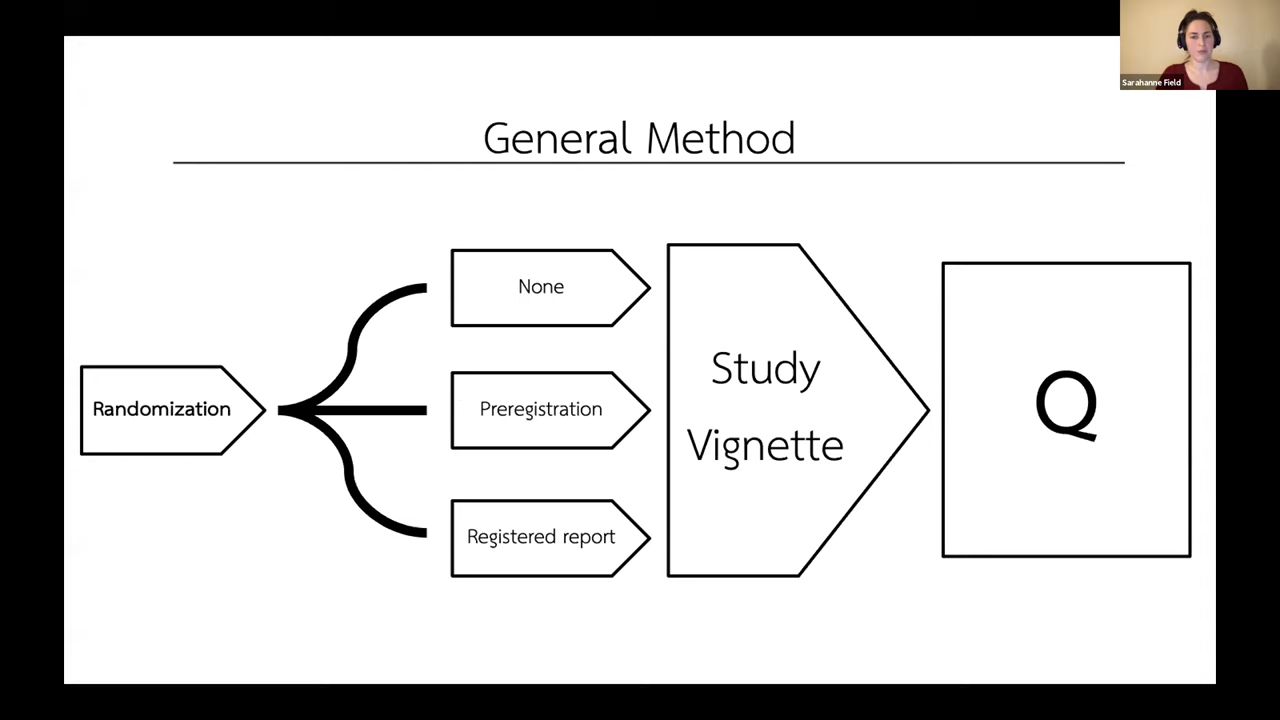 Sarahanne Field
General Method
Randomization
None
Preregistration
Registered report
Study
Vignette
Q